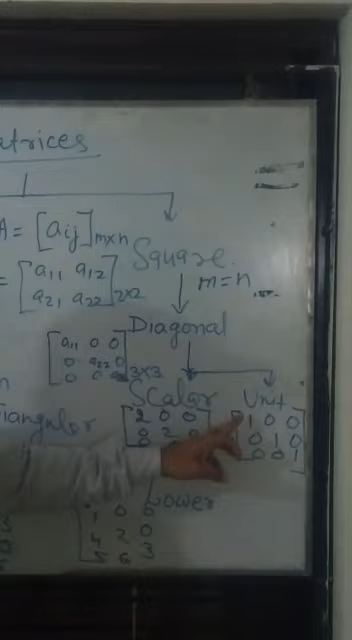 atrices
A = [aij]m×n
Square
m=n
= [a11 a12
a21 a22]2×2
Diagonal
[a11 0 0
0 a22 0
0 0 ]3×3
Scalar Unit
[2 0 0
0 2
[1 0 0
0 1 0
0 0 1]
Triangular
Lower
[1 0 0
4 2 0
5 6 3